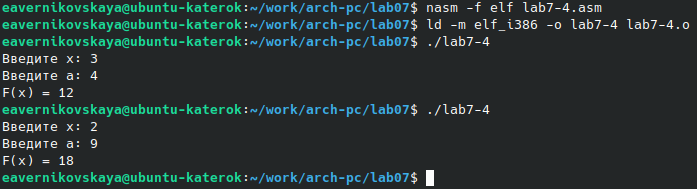 eavernikovskaya@ubuntu-katerok:~/work/arch-pc/lab07$ nasm -f elf lab7-4.asm
eavernikovskaya@ubuntu-katerok:~/work/arch-pc/lab07$ ld -m elf_i386 -o lab7-4 lab7-4.o
eavernikovskaya@ubuntu-katerok:~/work/arch-pc/lab07$ ./lab7-4
Введите x: 3
Введите a: 4
F(x) = 12
eavernikovskaya@ubuntu-katerok:~/work/arch-pc/lab07$ ./lab7-4
Введите x: 2
Введите a: 9
F(x) = 18
eavernikovskaya@ubuntu-katerok:~/work/arch-pc/lab07$